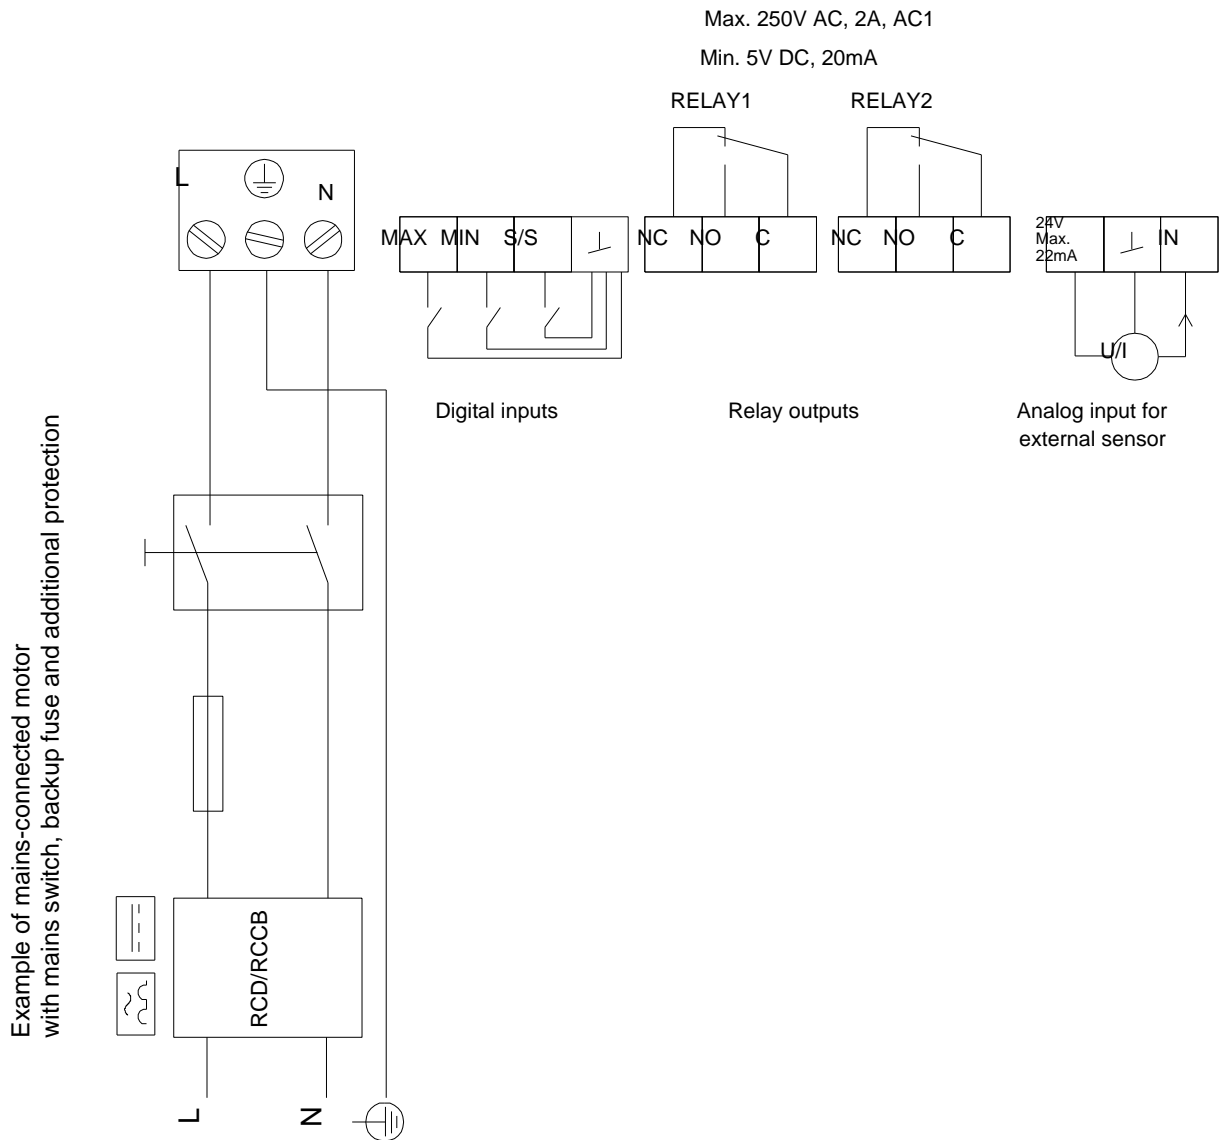 Max. 250V AC, 2A, AC1
Min. 5V DC, 20mA
RELAY1 RELAY2
L N
MAX MIN S/S NC NO C NC NO C 24V Max. 22mA IN
U/I
Digital inputs Relay outputs Analog input for
external sensor
Example of mains-connected motor
with mains switch, backup fuse and additional protection
RCD/RCCB
L N